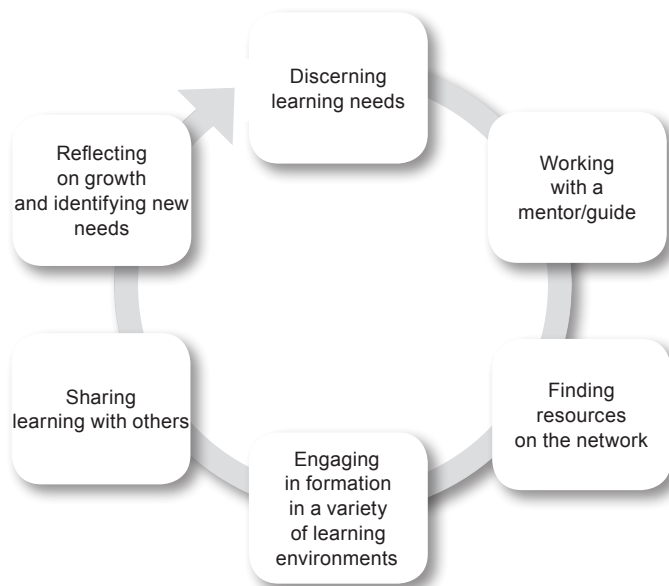 Discerning
learning needs
Working
with a
mentor/guide
Finding
resources
on the network
Engaging
in formation
in a variety
of learning
environments
Sharing
learning with others
Reflecting
on growth
and identifying new
needs